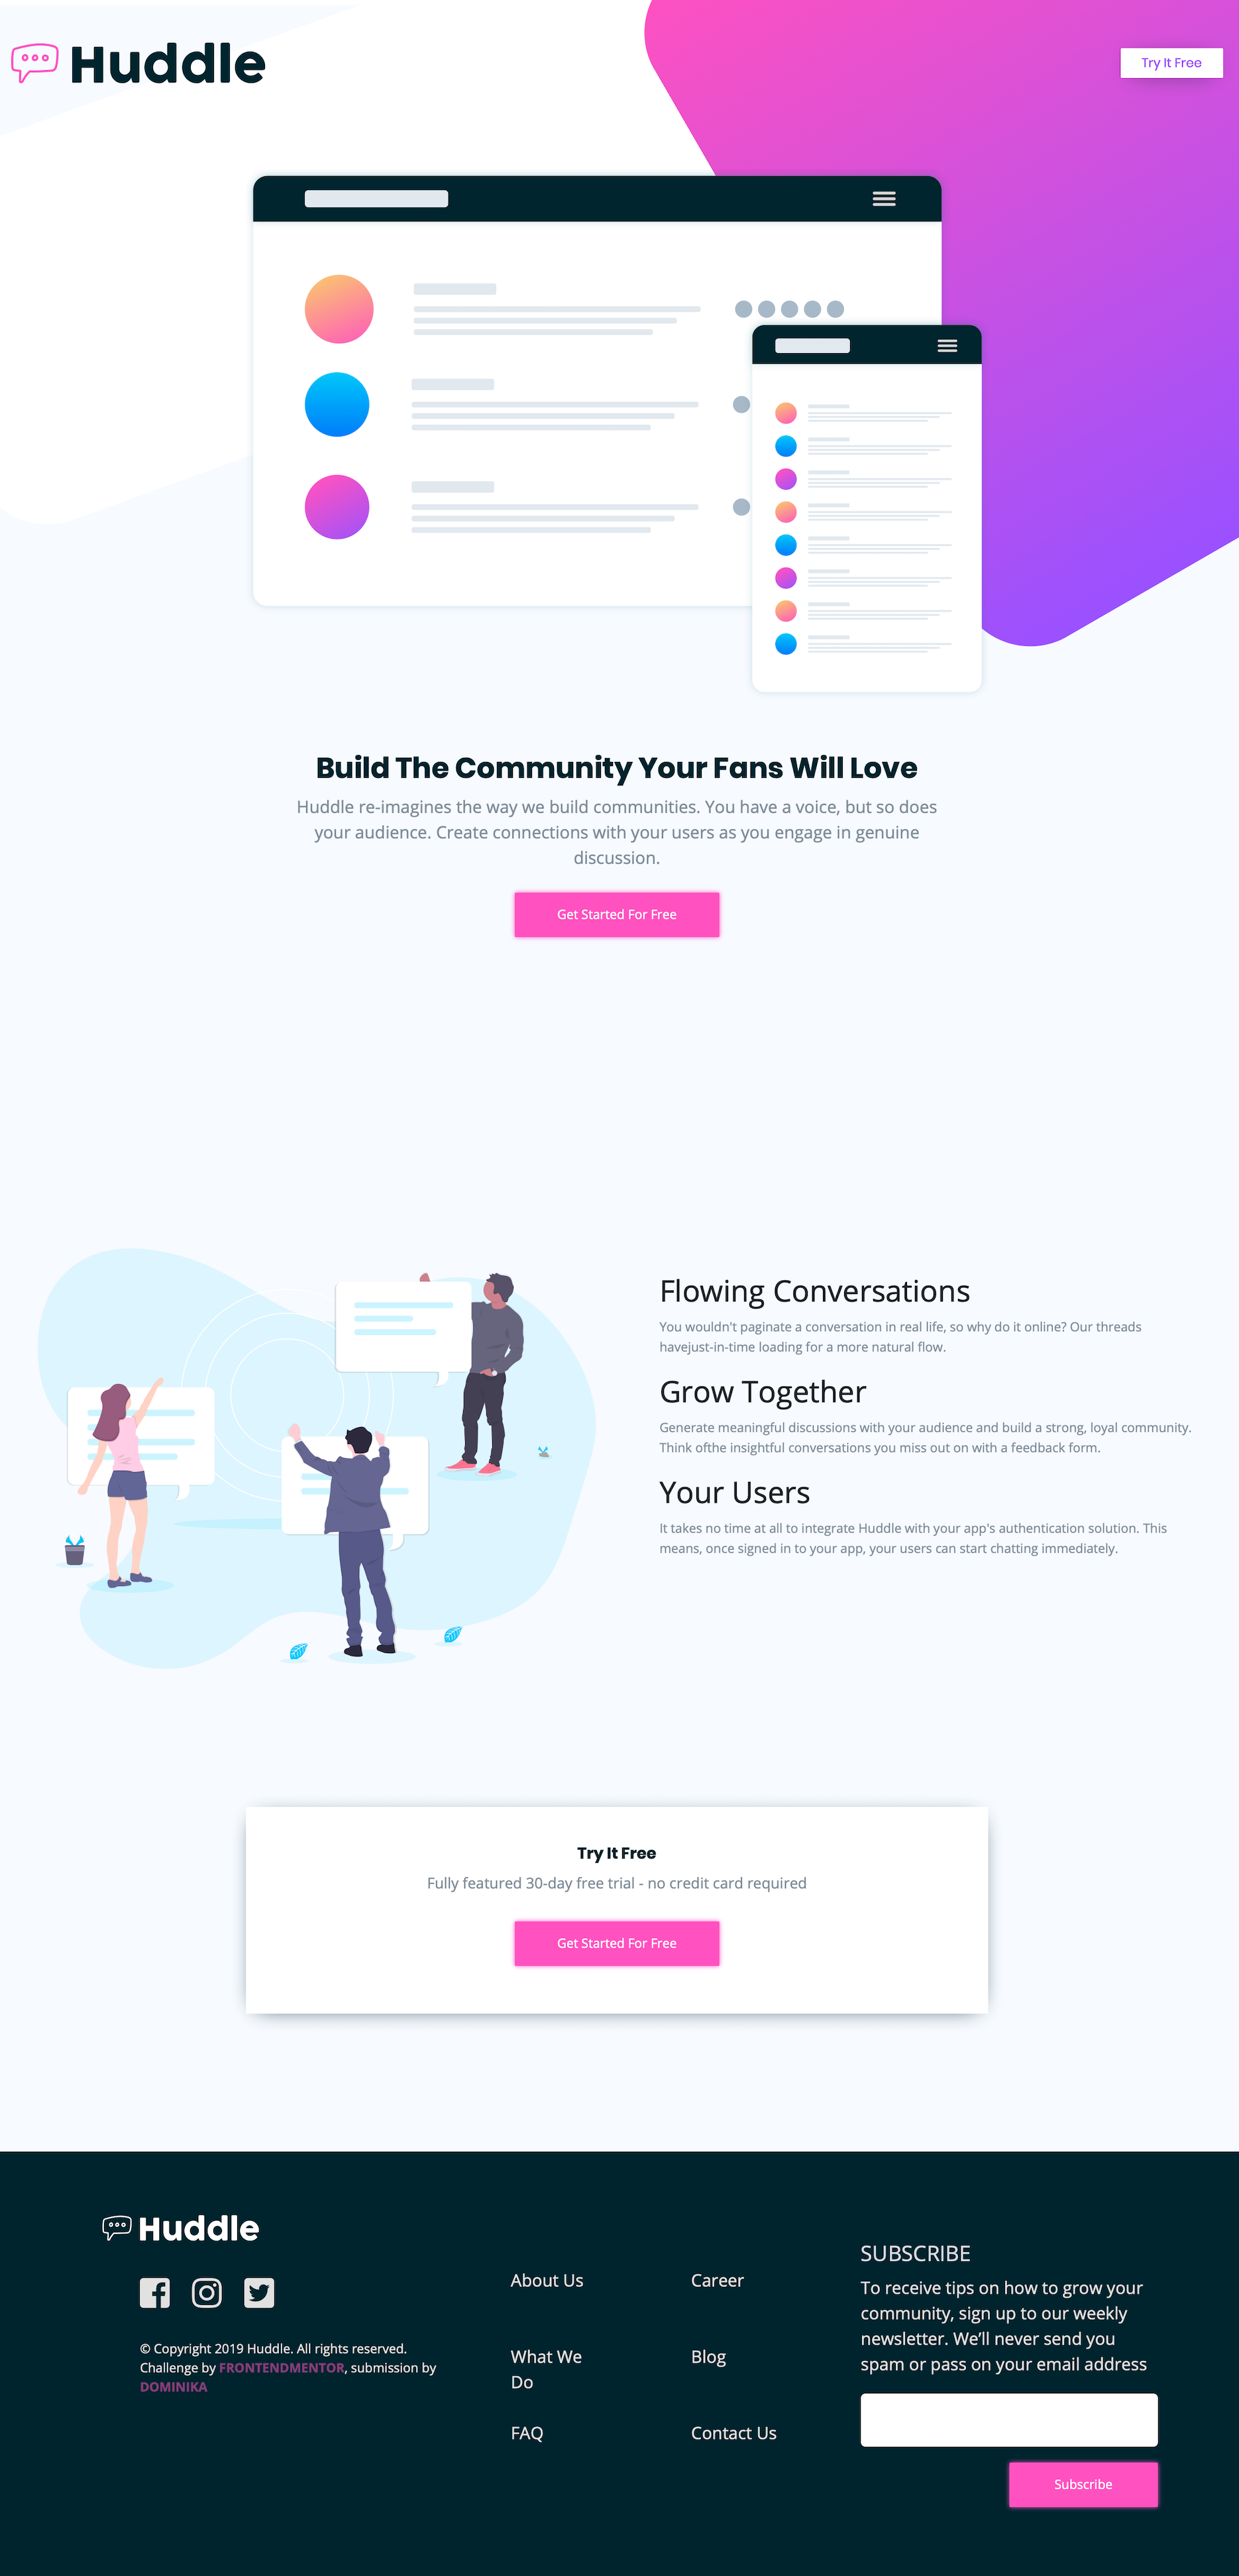 Huddle
Try It Free
Build The Community Your Fans Will Love
Huddle re-imagines the way we build communities. You have a voice, but so does
your audience. Create connections with your users as you engage in genuine
discussion.
Get Started For Free
Flowing Conversations
You wouldn't paginate a conversation in real life, so why do it online? Our threads
havejust-in-time loading for a more natural flow.
Grow Together
Generate meaningful discussions with your audience and build a strong, loyal community.
Think ofthe insightful conversations you miss out on with a feedback form.
Your Users
It takes no time at all to integrate Huddle with your app's authentication solution. This
means, once signed in to your app, your users can start chatting immediately.
Try It Free
Fully featured 30-day free trial - no credit card required
Get Started For Free
Huddle
© Copyright 2019 Huddle. All rights reserved.
Challenge by FRONTENDMENTOR, submission by
DOMINIKA
About Us
Career
What We
Do
Blog
FAQ
Contact Us
SUBSCRIBE
To receive tips on how to grow your
community, sign up to our weekly
newsletter. We’ll never send you
spam or pass on your email address
Subscribe